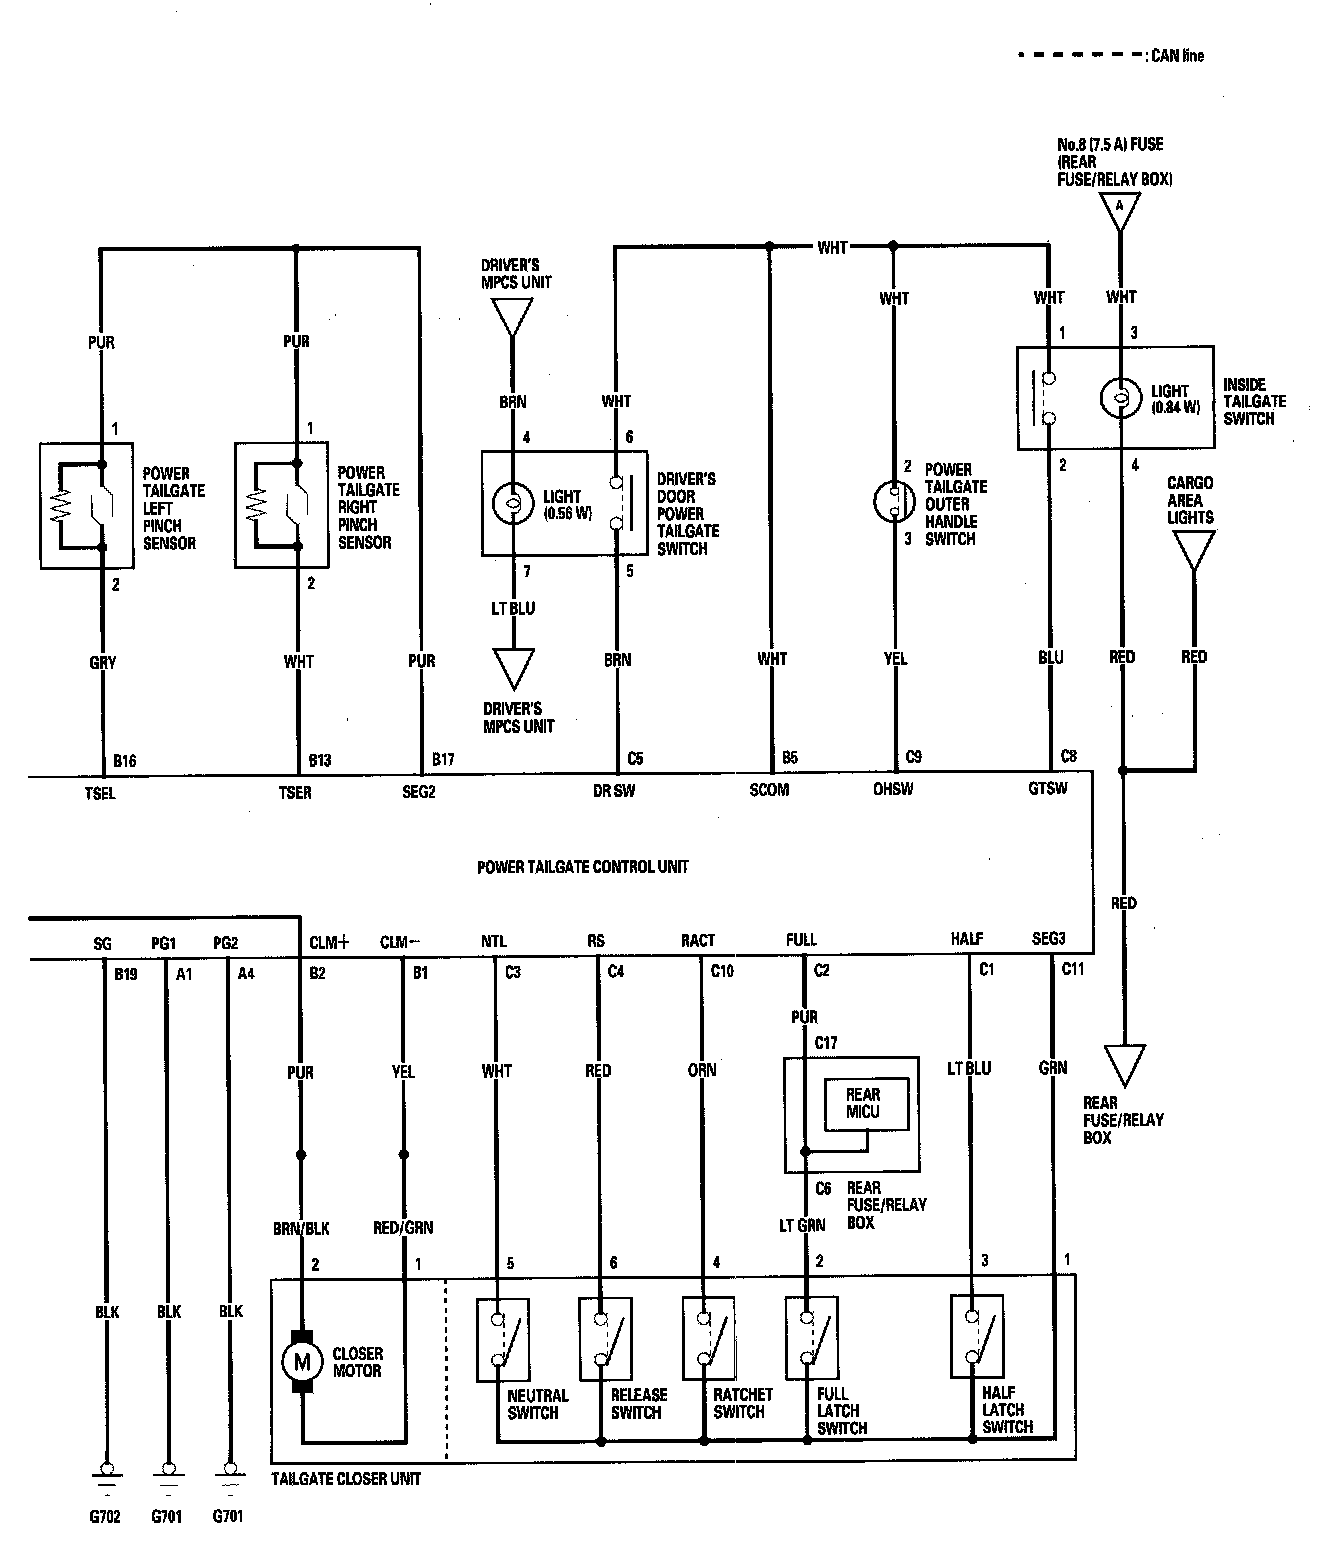 : CAN line
No.8 (7.5 A) FUSE
(REAR
FUSE/RELAY BOX)
A
WHT
DRIVER'S
MPCS UNIT
WHT
WHT
WHT
PUR
PUR
1
3
INSIDE
TAILGATE
SWITCH
LIGHT
(0.84 W)
BRN
WHT
1
1
4
6
2
4
POWER
TAILGATE
LEFT
PINCH
SENSOR
POWER
TAILGATE
RIGHT
PINCH
SENSOR
LIGHT
(0.56 W)
DRIVER'S
DOOR
POWER
TAILGATE
SWITCH
2
3
POWER
TAILGATE
OUTER
HANDLE
SWITCH
CARGO
AREA
LIGHTS
2
2
7
5
LT BLU
GRY
WHT
PUR
BRN
WHT
YEL
BLU
RED
RED
DRIVER'S
MPCS UNIT
B16
B13
B17
C5
B5
C9
C8
TSEL
TSER
SEG2
DR SW
SCOM
OHSW
GTSW
POWER TAILGATE CONTROL UNIT
RED
SG
PG1
PG2
CLM+
CLM-
NTL
RS
RACT
FULL
HALF
SEG3
B19
A1
A4
B2
B1
C3
C4
C10
C2
C1
C11
PUR
C17
PUR
YEL
WHT
RED
ORN
LT BLU
GRN
REAR
MICU
REAR
FUSE/RELAY
BOX
C6
REAR
FUSE/RELAY
BOX
BRN/BLK
RED/GRN
LT GRN
2
1
5
6
4
2
3
1
BLK
BLK
BLK
M
CLOSER
MOTOR
NEUTRAL
SWITCH
RELEASE
SWITCH
RATCHET
SWITCH
FULL
LATCH
SWITCH
HALF
LATCH
SWITCH
TAILGATE CLOSER UNIT
G702
G701
G701